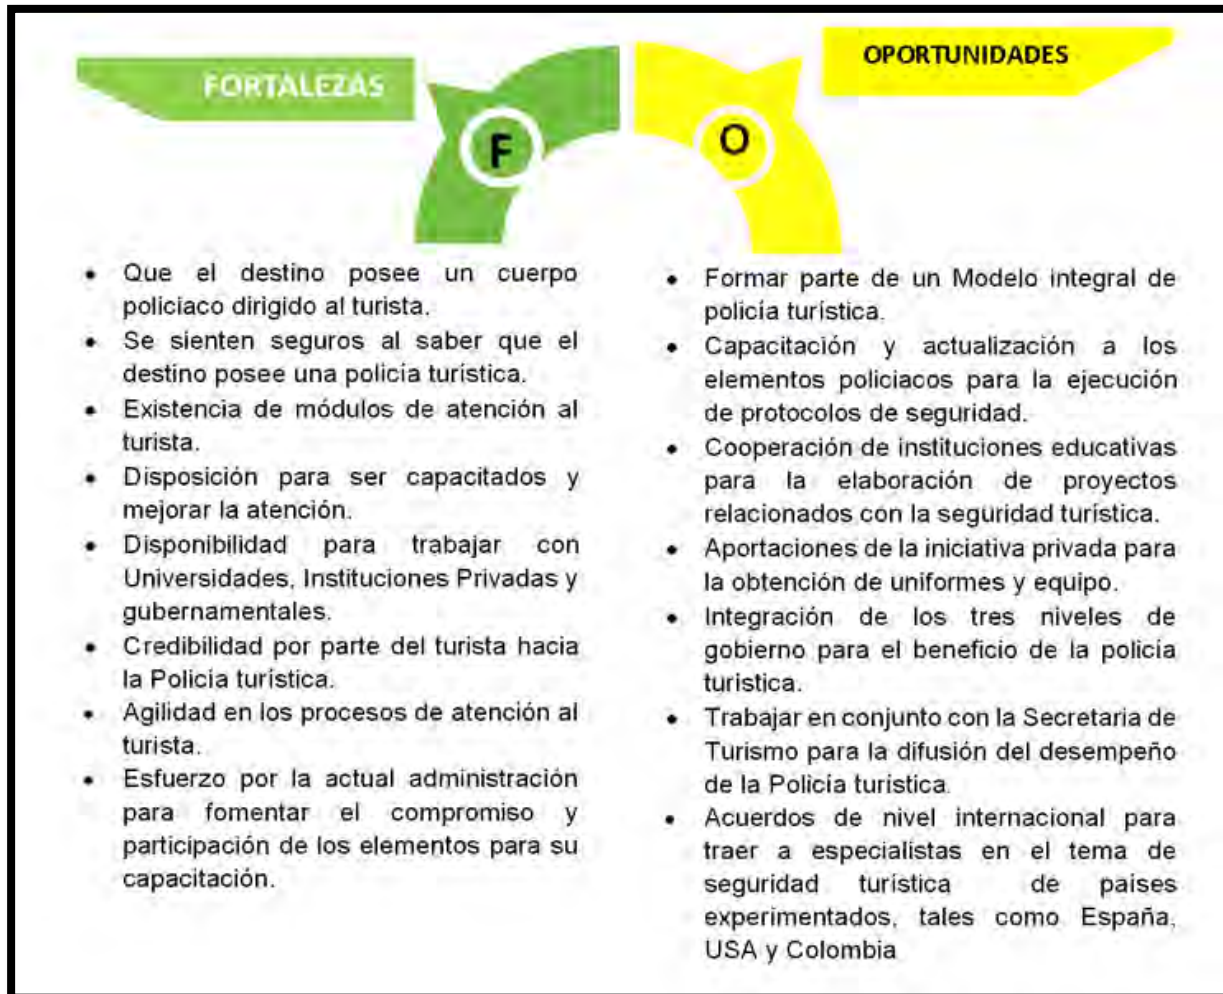 FORTALEZAS
F
Que el destino posee un cuerpo
policiaco dirigido al turista.
Se sienten seguros al saber que el
destino posee una policía turística.
Existencia de módulos de atención al
turista.
Disposición para ser capacitados y
mejorar la atención.
Disponibilidad para trabajar con
Universidades, Instituciones Privadas y
gubernamentales.
Credibilidad por parte del turista hacia
la Policía turística.
Agilidad en los procesos de atención al
turista.
Esfuerzo por la actual administración
para fomentar el compromiso y
participación de los elementos para su
capacitación.
OPORTUNIDADES
O
Formar parte de un Modelo integral de
policía turística.
Capacitación y actualización a los
elementos policiacos para la ejecución
de protocolos de seguridad.
Cooperación de instituciones educativas
para la elaboración de proyectos
relacionados con la seguridad turística.
Aportaciones de la iniciativa privada para
la obtención de uniformes y equipo.
Integración de los tres niveles de
gobierno para el beneficio de la policía
turística.
Trabajar en conjunto con la Secretaria de
Turismo para la difusión del desempeño
de la Policía turística.
Acuerdos de nivel internacional para
traer a especialistas en el tema de
seguridad turística de países
experimentados, tales como España,
USA y Colombia